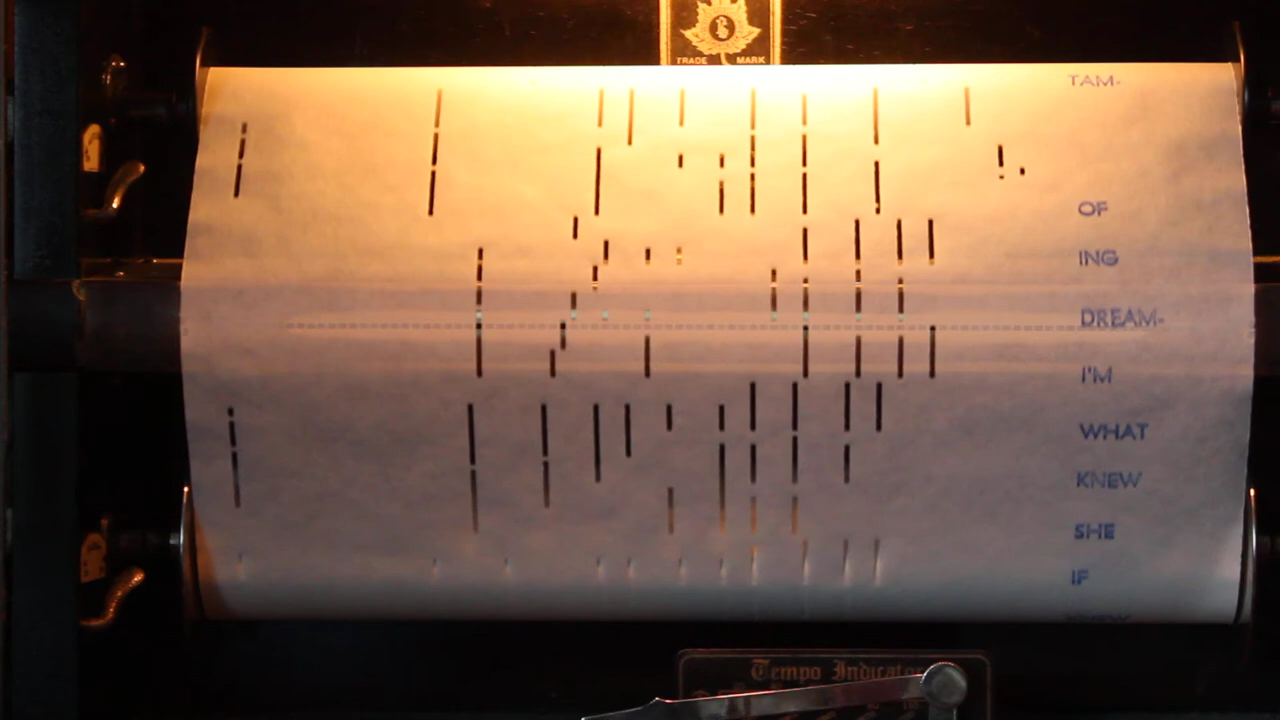 TRADE MARK
TAM-
OF
ING
DREAM-
I'M
WHAT
KNEW
SHE
IF
Tempo Indicator